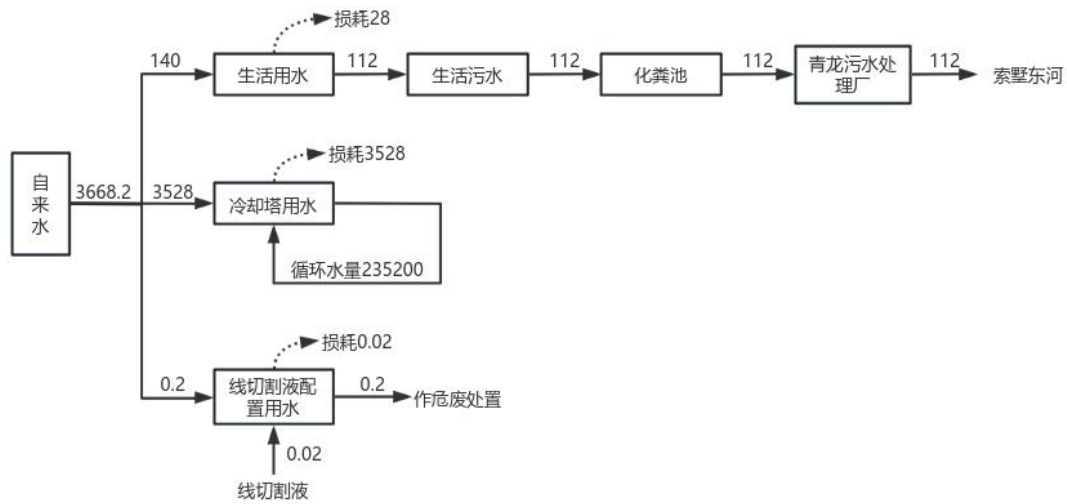 损耗28
140
生活用水
112
生活污水
112
化粪池
112
青龙污水处
理厂
112
索墅东河
自
来
水
3668.2
3528
损耗3528
冷却塔用水
循环水量235200
损耗0.02
0.2
线切割液配
置用水
0.2
作危废处置
0.02
线切割液